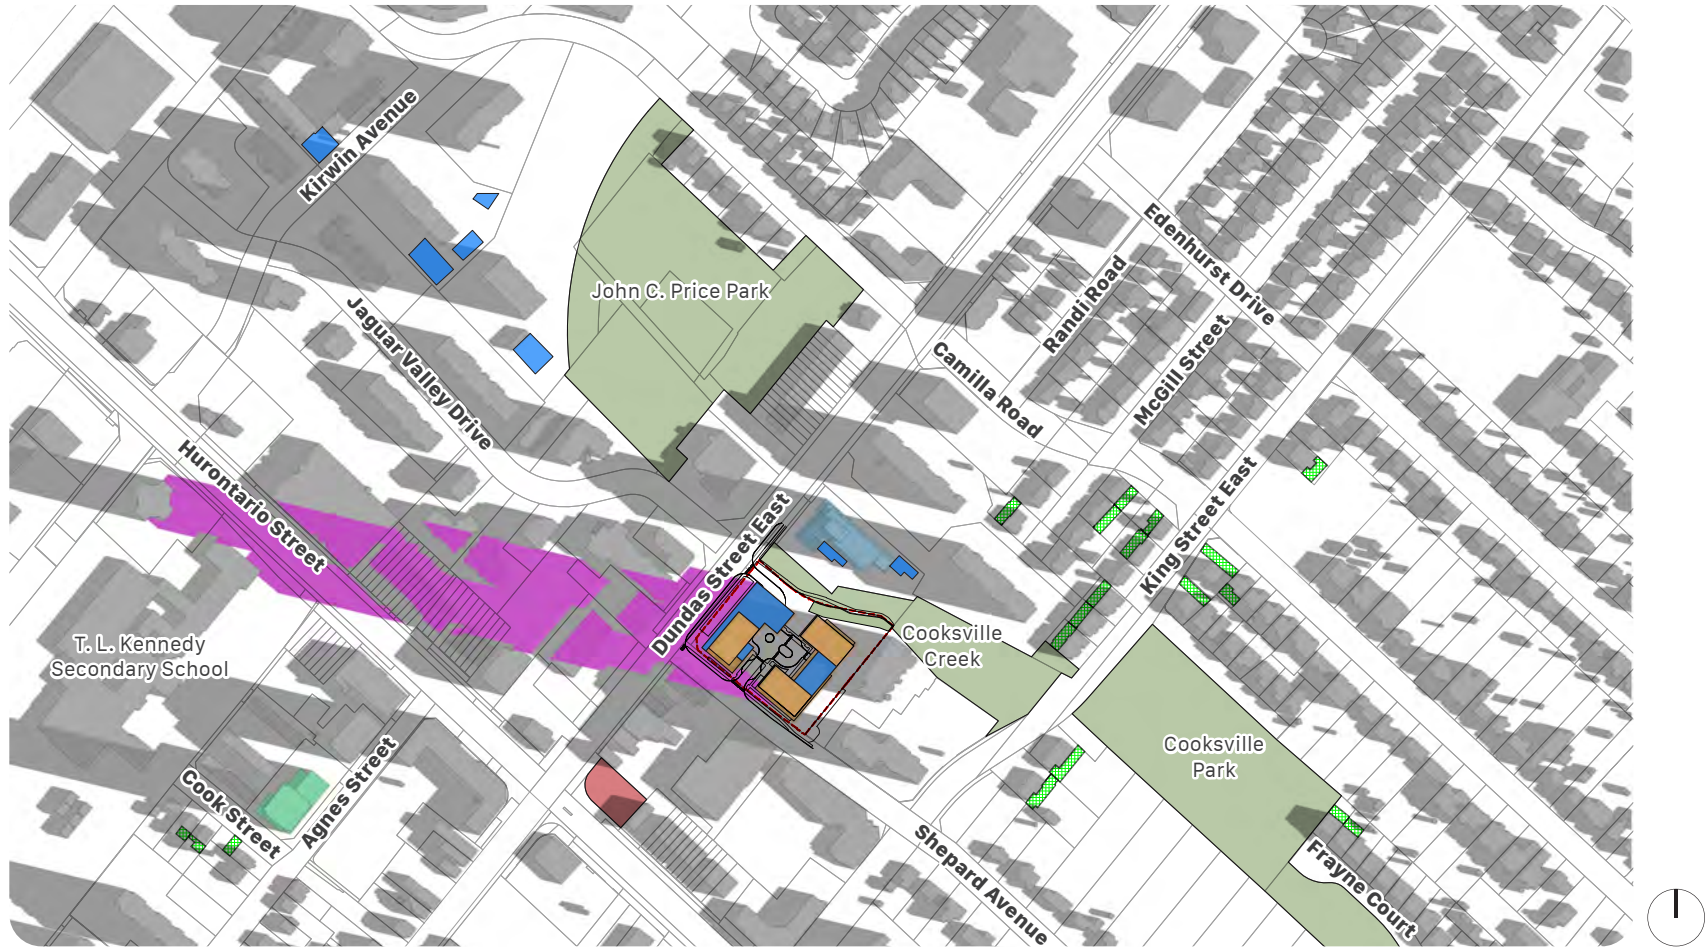 Kirwin Avenue
John C. Price Park
Edenhurst Drive
Randi Road
Jaguar Valley Drive
McGill Street
Camilla Road
Hurontario Street
King Street East
Dundas Street East
T. L. Kennedy
Secondary School
Cooksville
Creek
Cooksville
Park
Cook Street
Agnes Street
Shepard Avenue
Frayne Court